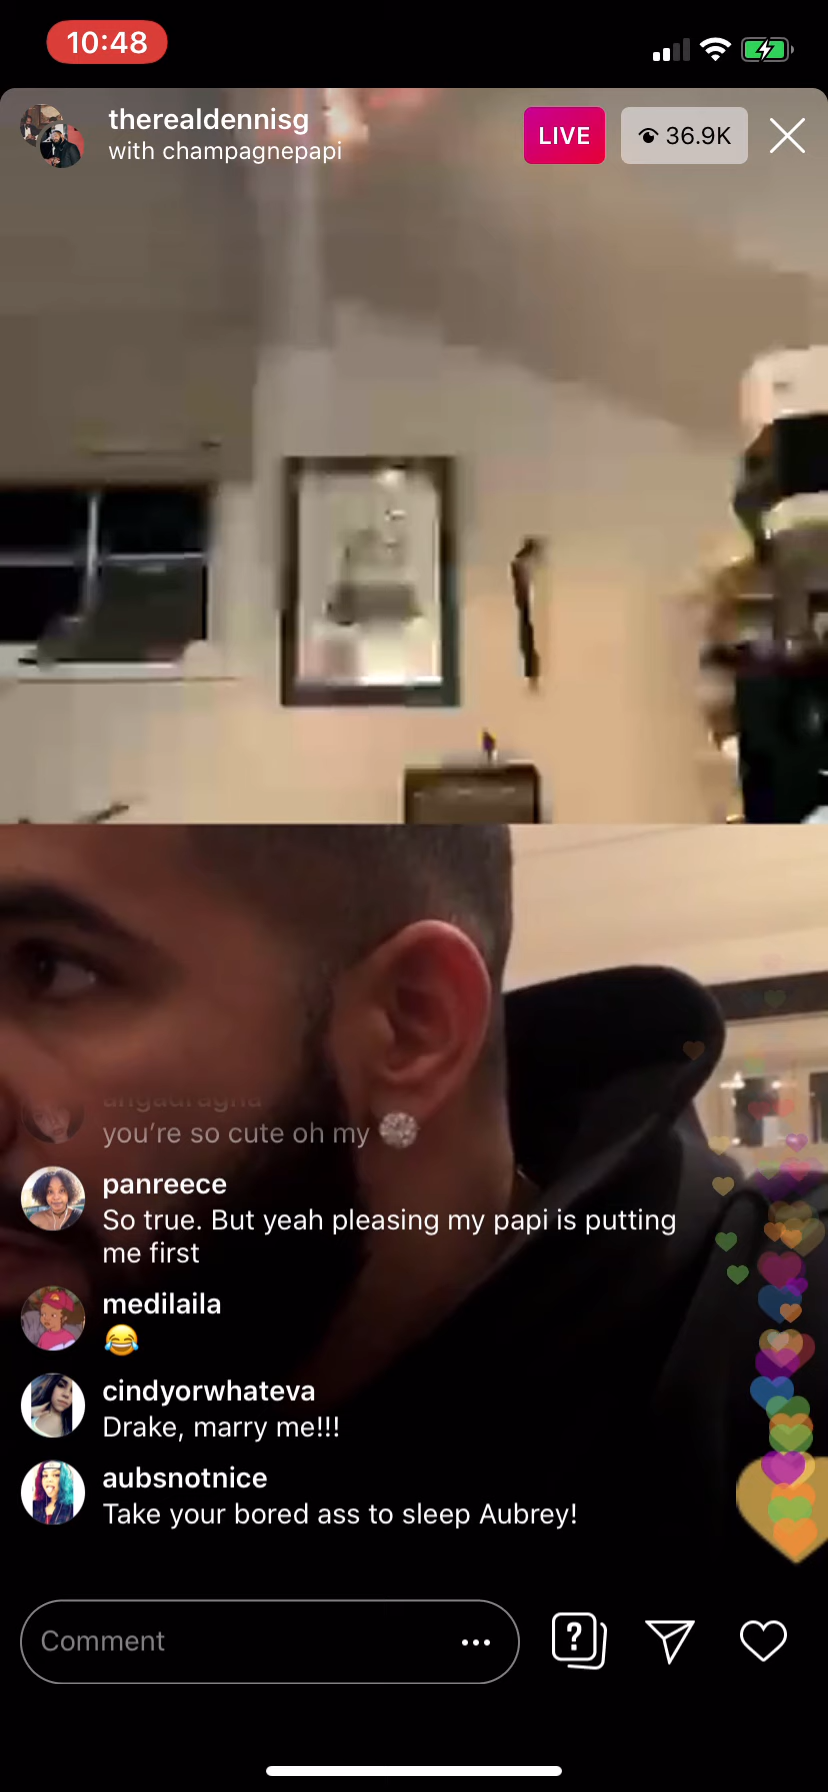 10:48
therealdennisg
with champagnepapi
LIVE
36.9K
you’re so cute oh my
panreece
So true. But yeah pleasing my papi is putting
me first
medilaila
😂
cindyorwhateva
Drake, marry me!!!
aubsnotnice
Take your bored ass to sleep Aubrey!
Comment